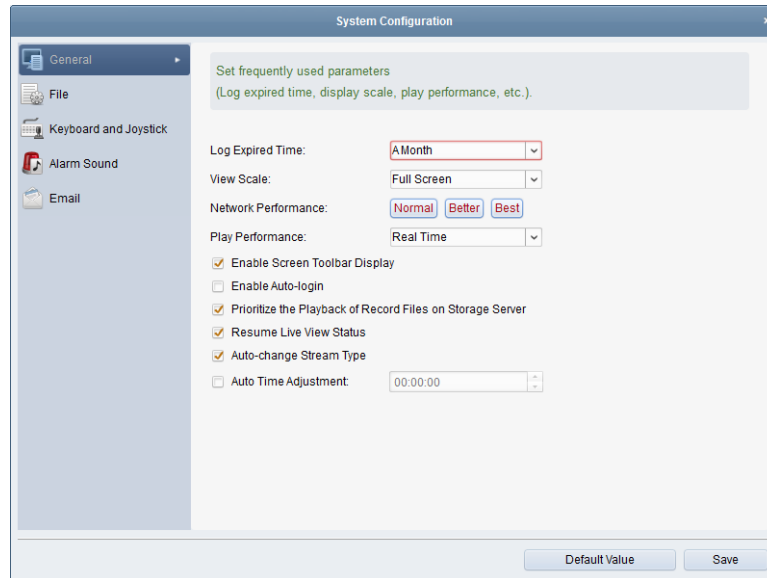 System Configuration
General
File
Keyboard and Joystick
Alarm Sound
Email
Set frequently used parameters
(Log expired time, display scale, play performance, etc.).
Log Expired Time: A Month
View Scale: Full Screen
Network Performance: Normal Better Best
Play Performance: Real Time
Enable Screen Toolbar Display
Enable Auto-login
Prioritize the Playback of Record Files on Storage Server
Resume Live View Status
Auto-change Stream Type
Auto Time Adjustment: 00:00:00
Default Value Save